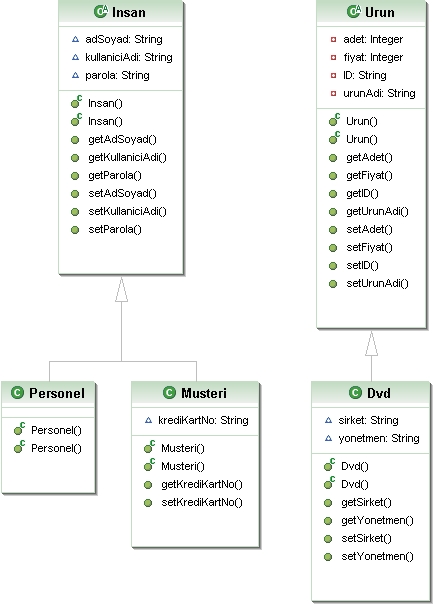 Insan
adSoyad: String
kullaniciAdi: String
parola: String
Insan()
Insan()
getAdSoyad()
getKullaniciAdi()
getParola()
setAdSoyad()
setKullaniciAdi()
setParola()
Urun
adet: Integer
fiyat: Integer
ID: String
urunAdi: String
Urun()
Urun()
getAdet()
getFiyat()
getID()
getUrunAdi()
setAdet()
setFiyat()
setID()
setUrunAdi()
Personel
Personel()
Personel()
Musteri
krediKartNo: String
Musteri()
Musteri()
getKrediKartNo()
setKrediKartNo()
Dvd
sirket: String
yonetmen: String
Dvd()
Dvd()
getSirket()
getYonetmen()
setSirket()
setYonetmen()